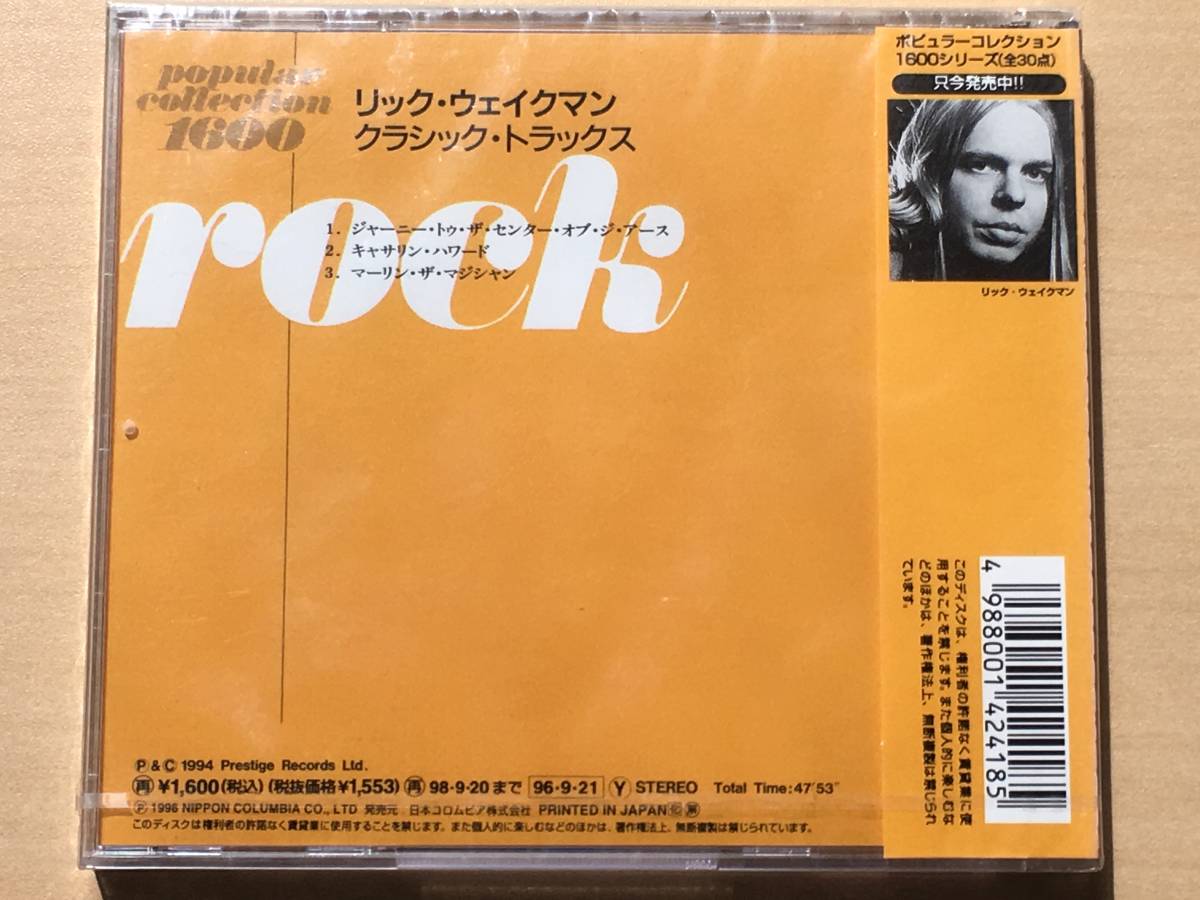 popular
collection
1600
リック・ウェイクマン
クラシック・トラックス
rock
1. ジャーニー・トゥ・ザ・センター・オブ・ジ・アース
2. キャサリン・ハワード
3. マーリン・ザ・マジシャン
Ⓟ & Ⓒ 1994 Prestige Records Ltd.
再 ¥1,600(税込)(税抜価格¥1,553) 再 98・9・20まで 96・9・21 Ⓨ STEREO Total Time:47'53"
Ⓟ 1996 NIPPON COLUMBIA CO., LTD 発売元 日本コロムビア株式会社 PRINTED IN JAPAN
このディスクは権利者の許諾なく賃貸業に使用することを禁じます。また個人的に楽しむなどのほかは、著作権法上、無断複製は禁じられています。
ポピュラーコレクション
1600シリーズ(全30点)
只今発売中!!
リック・ウェイクマン
このディスクは、権利者の許諾なく賃貸業に使
用することを禁じます。また個人的に楽しむな
どのほかは、著作権法上、無断複製は禁じられ
ています。
4 988001 424185